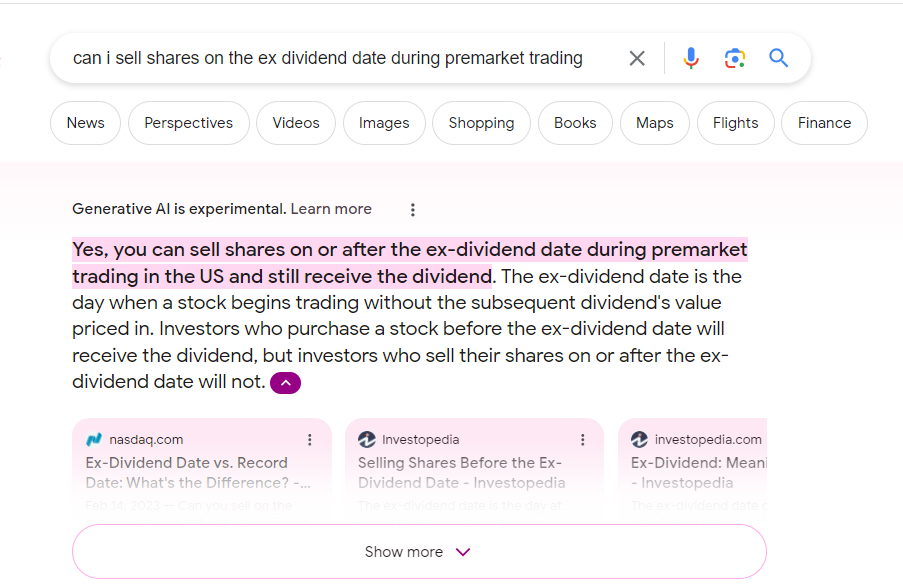 can i sell shares on the ex dividend date during premarket trading
News Perspectives Videos Images Shopping Books Maps Flights Finance
Generative AI is experimental. Learn more
Yes, you can sell shares on or after the ex-dividend date during premarket
trading in the US and still receive the dividend. The ex-dividend date is the
day when a stock begins trading without the subsequent dividend's value
priced in. Investors who purchase a stock before the ex-dividend date will
receive the dividend, but investors who sell their shares on or after the ex-
dividend date will not.
nasdaq.com
Ex-Dividend Date vs. Record
Date: What's the Difference? -...
Feb 14, 2023 — Can you sell on the
Investopedia
Selling Shares Before the Ex-
Dividend Date - Investopedia
The ex-dividend date is the day at
investopedia.com
Ex-Dividend: Meani
- Investopedia
The ex-dividend date
Show more